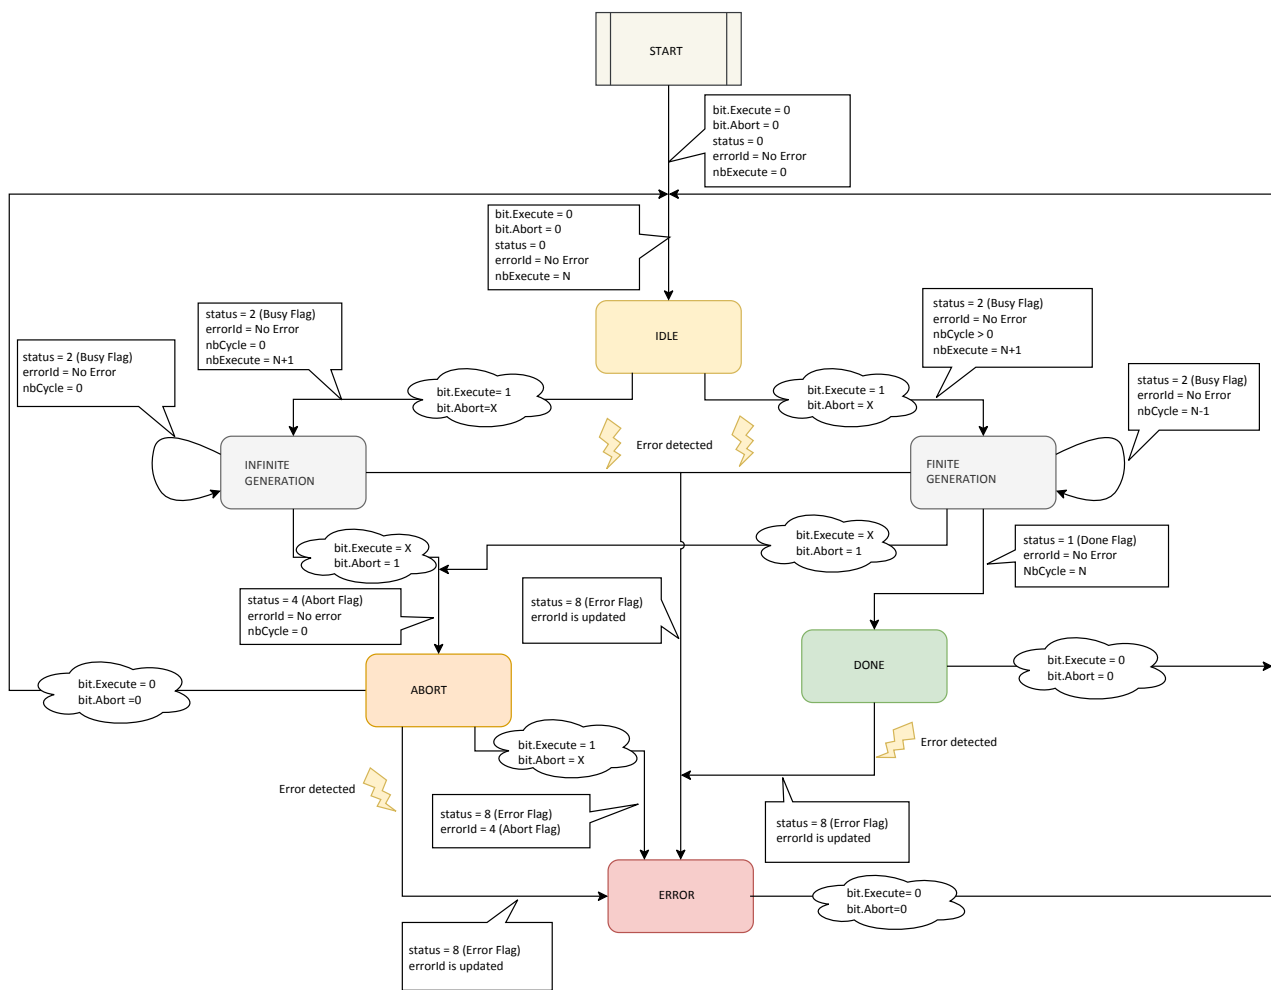 START
bit.Execute = 0
bit.Abort = 0
status = 0
errorId = No Error
nbExecute = 0
bit.Execute = 0
bit.Abort = 0
status = 0
errorId = No Error
nbExecute = N
IDLE
status = 2 (Busy Flag)
errorId = No Error
nbCycle = 0
nbExecute = N+1
status = 2 (Busy Flag)
errorId = No Error
nbCycle > 0
nbExecute = N+1
status = 2 (Busy Flag)
errorId = No Error
nbCycle = 0
bit.Execute= 1
bit.Abort=X
bit.Execute = 1
bit.Abort = X
status = 2 (Busy Flag)
errorId = No Error
nbCycle = N-1
Error detected
INFINITE
GENERATION
FINITE
GENERATION
bit.Execute = X
bit.Abort = 1
bit.Execute = X
bit.Abort = 1
status = 1 (Done Flag)
errorId = No Error
NbCycle = N
status = 4 (Abort Flag)
errorId = No error
nbCycle = 0
status = 8 (Error Flag)
errorId is updated
DONE
bit.Execute = 0
bit.Abort = 0
bit.Execute = 0
bit.Abort =0
ABORT
bit.Execute = 1
bit.Abort = X
Error detected
Error detected
status = 8 (Error Flag)
errorId = 4 (Abort Flag)
status = 8 (Error Flag)
errorId is updated
ERROR
bit.Execute= 0
bit.Abort=0
status = 8 (Error Flag)
errorId is updated